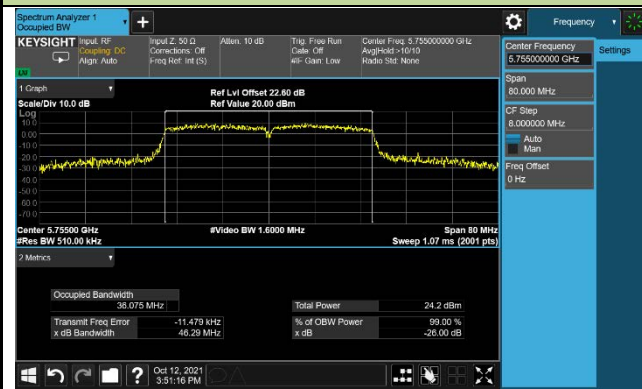 Spectrum Analyzer 1
Occupied BW
Frequency
KEYSIGHT Input: RF Input Z: 50 Ω Atten: 10 dB Trig: Free Run Center Freq: 5.755000000 GHz
Coupling: DC Corrections: Off Gate: Off Avg|Hold:>10/10
Align: Auto Freq Ref: Int (S) #IF Gain: Low Radio Std: None
Center Frequency
5.755000000 GHz
Settings
Span
80.000 MHz
CF Step
8.000000 MHz
Auto
Man
Freq Offset
0 Hz
1 Graph
Ref Lvl Offset 22.60 dB
Scale/Div 10.0 dB Ref Value 20.00 dBm
Log
10.0
0.00
-10.0
-20.0
-30.0
-40.0
-50.0
-60.0
-70.0
Center 5.75500 GHz #Video BW 1.6000 MHz Span 80 MHz
#Res BW 510.00 kHz Sweep 1.07 ms (2001 pts)
2 Metrics
Occupied Bandwidth
36.075 MHz
Total Power 24.2 dBm
Transmit Freq Error -11.479 kHz % of OBW Power 99.00 %
x dB Bandwidth 46.29 MHz x dB -26.00 dB
Oct 12, 2021
3:51:16 PM